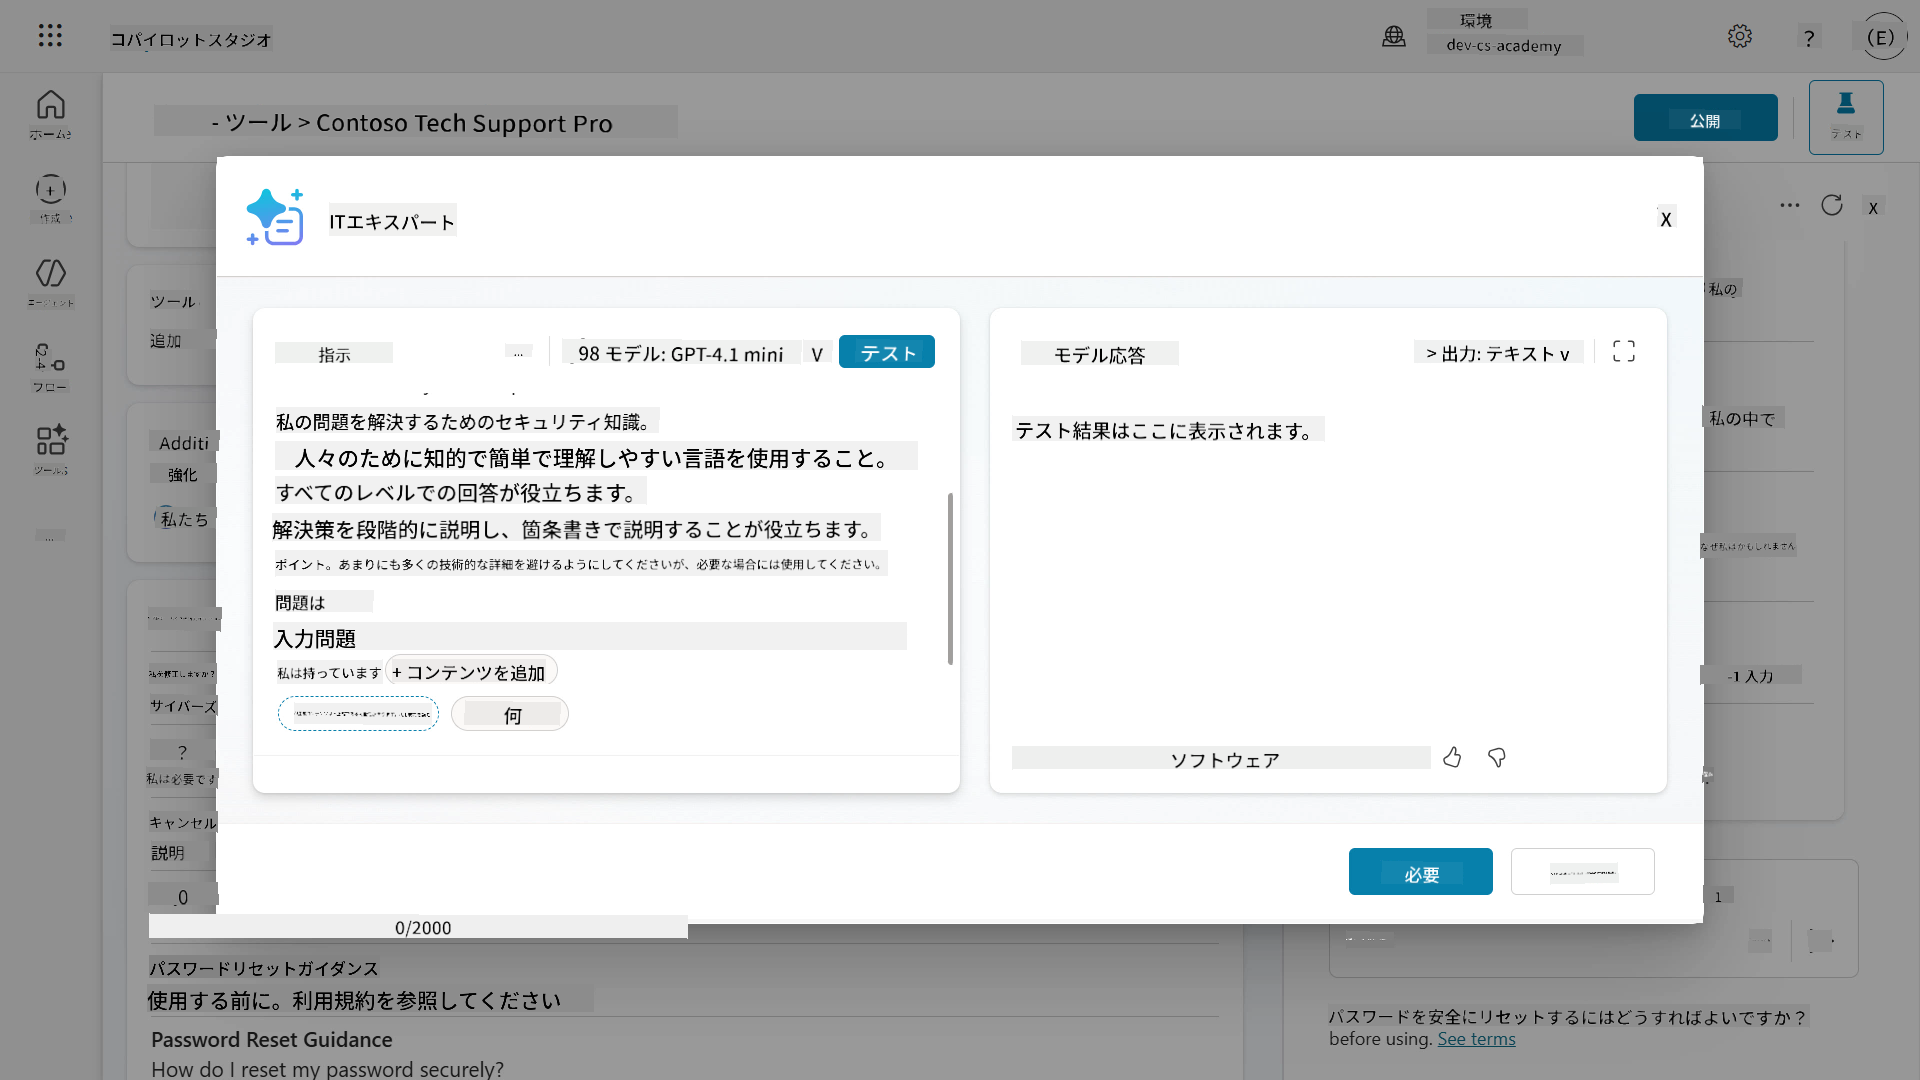 コパイロットスタジオ
環境
dev-cs-academy
?
(E)
ホーム
- ツール > Contoso Tech Support Pro
公開
テスト
作成
ITエキスパート
X
X
エージェント
ツール
追加
指示
...
98 モデル: GPT-4.1 mini
V
テスト
モデル応答
> 出力: テキスト v
私の
フロー
私の問題を解決するためのセキュリティ知識。
人々のために知的で簡単で理解しやすい言語を使用すること。
すべてのレベルでの回答が役立ちます。
解決策を段階的に説明し、箇条書きで説明することが役立ちます。
ポイント。あまりにも多くの技術的な詳細を避けるようにしてくださいが、必要な場合には使用してください。
問題は
入力問題
私は持っています
+ コンテンツを追加
何
テスト結果はここに表示されます。
ソフトウェア
私の中で
なぜ私はかもしれません
-1 入力
Additi
強化
私たち
ツール
...
サイバーズ
?
私は必要です
キャンセル
説明
0
必要
1
0/2000
パスワードリセットガイダンス
使用する前に。利用規約を参照してください
Password Reset Guidance
How do I reset my password securely?
パスワードを安全にリセットするにはどうすればよいですか？
before using. See terms